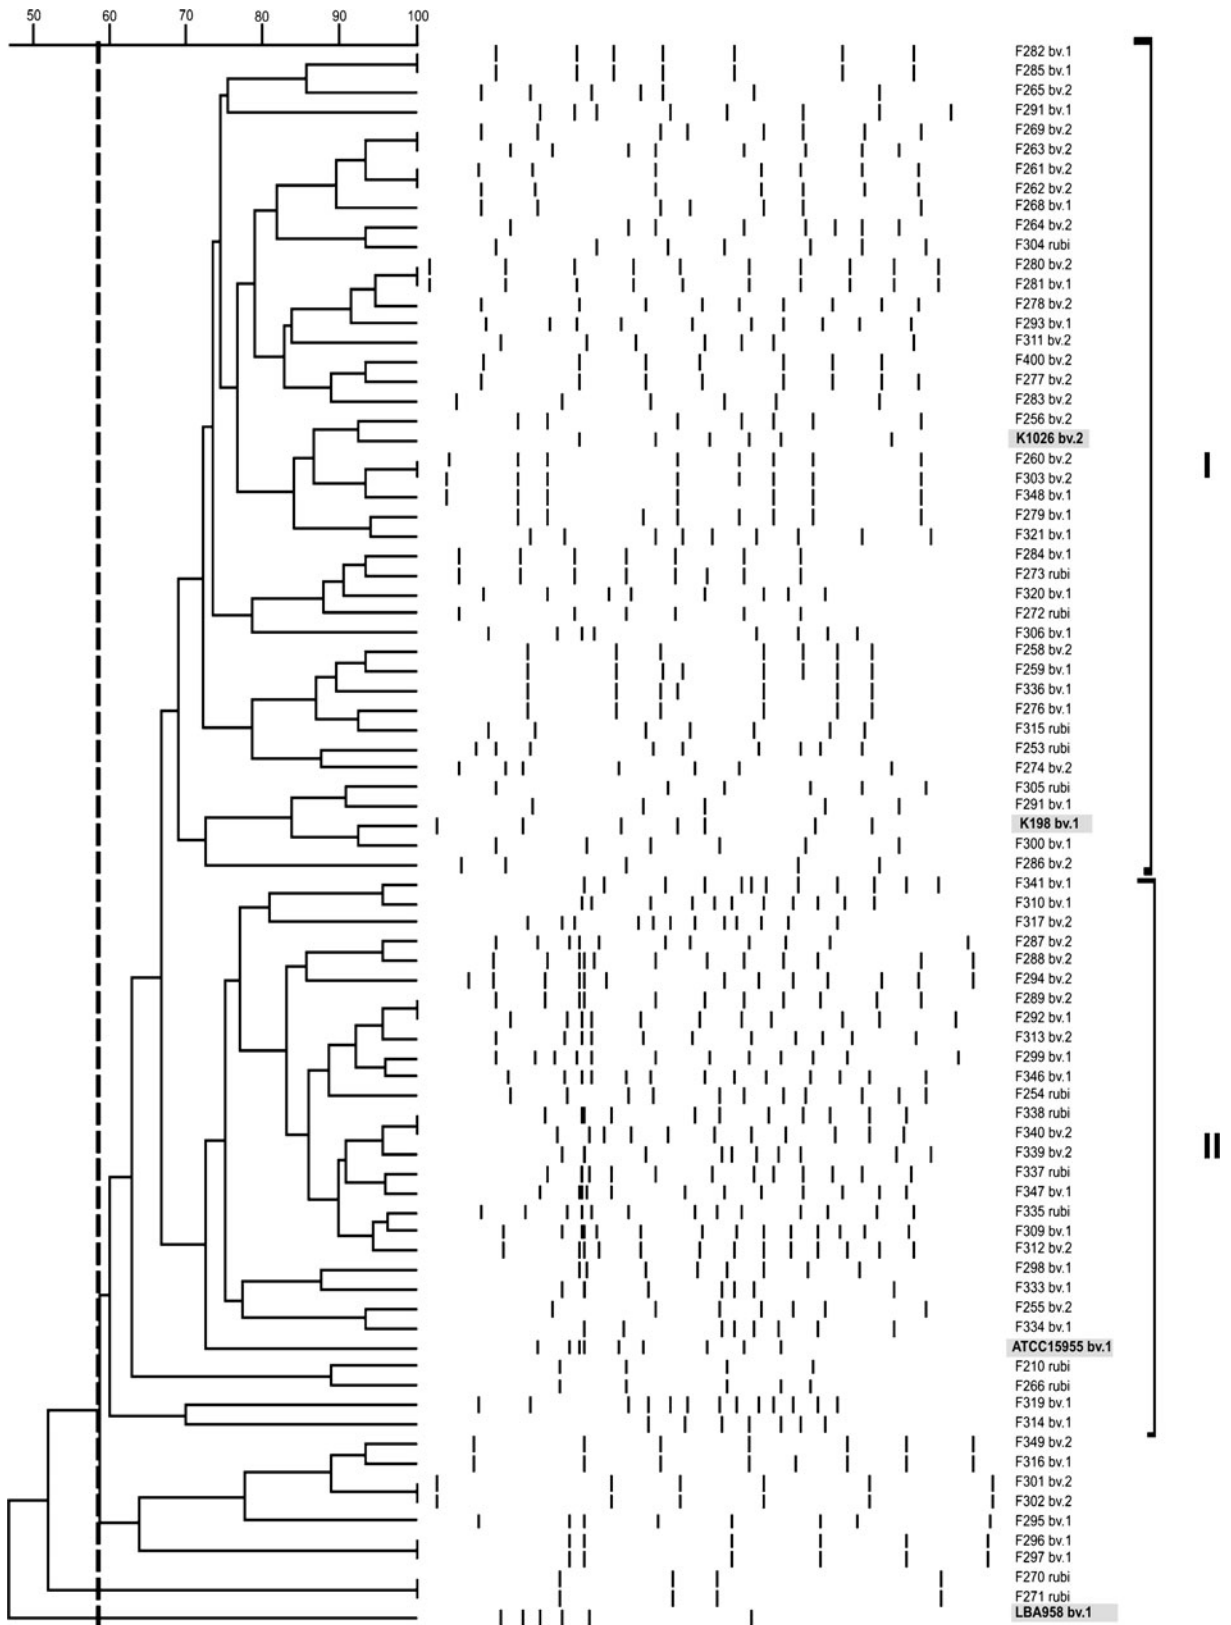 50 60 70 80 90 100
F282 bv.1
F285 bv.1
F265 bv.2
F291 bv.1
F269 bv.2
F263 bv.2
F261 bv.2
F262 bv.2
F268 bv.1
F264 bv.2
F304 rubi
F280 bv.2
F281 bv.1
F278 bv.2
F293 bv.1
F311 bv.2
F400 bv.2
F277 bv.2
F283 bv.2
F256 bv.2
K1026 bv.2
F260 bv.2
I
F303 bv.2
F348 bv.1
F279 bv.1
F321 bv.1
F284 bv.1
F273 rubi
F320 bv.1
F272 rubi
F306 bv.1
F258 bv.2
F259 bv.1
F336 bv.1
F276 bv.1
F315 rubi
F253 rubi
F274 bv.2
F305 rubi
F291 bv.1
K198 bv.1
F300 bv.1
F286 bv.2
F341 bv.1
F310 bv.1
F317 bv.2
F287 bv.2
F288 bv.2
F294 bv.2
F289 bv.2
F292 bv.1
F313 bv.2
F299 bv.1
F346 bv.1
F254 rubi
F338 rubi
F340 bv.2
II
F339 bv.2
F337 rubi
F347 bv.1
F335 rubi
F309 bv.1
F312 bv.2
F298 bv.1
F333 bv.1
F255 bv.2
F334 bv.1
ATCC15955 bv.1
F210 rubi
F266 rubi
F319 bv.1
F314 bv.1
F349 bv.2
F316 bv.1
F301 bv.2
F302 bv.2
F295 bv.1
F296 bv.1
F297 bv.1
F270 rubi
F271 rubi
LBA958 bv.1